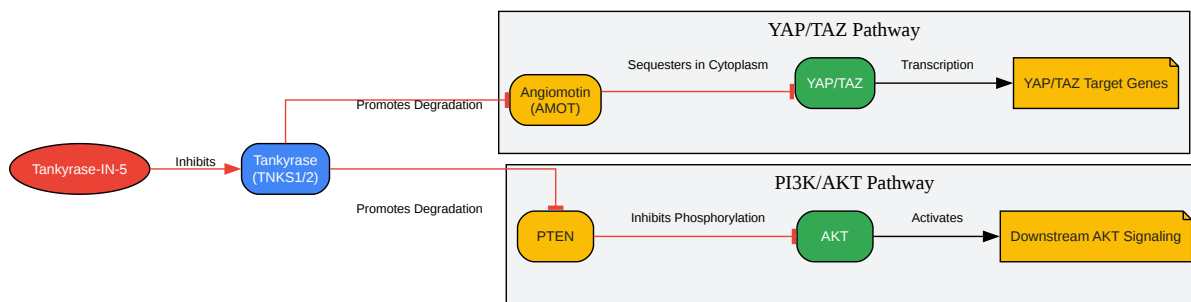 YAP/TAZ Pathway
Sequesters in Cytoplasm
Transcription
Angiomotin
(AMOT)
YAP/TAZ
YAP/TAZ Target Genes
Promotes Degradation
Tankyrase-IN-5
Inhibits
Tankyrase
(TNKS1/2)
PI3K/AKT Pathway
Promotes Degradation
Inhibits Phosphorylation
Activates
PTEN
AKT
Downstream AKT Signaling